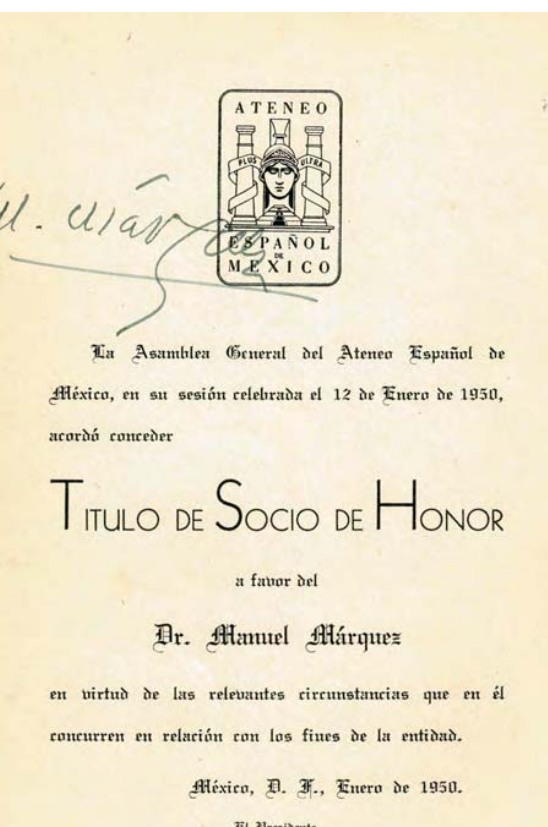 ATENEO
PLUS ULTRA
ESPAÑOL
DE
MEXICO
M. Márquez
La Asamblea General del Ateneo Español de
México, en su sesión celebrada el 12 de Enero de 1950,
acordó conceder
TITULO DE SOCIO DE HONOR
a favor del
Dr. Manuel Márquez
en virtud de las relevantes circunstancias que en él
concurren en relación con los fines de la entidad.
México, D. F., Enero de 1950.
El Presidente